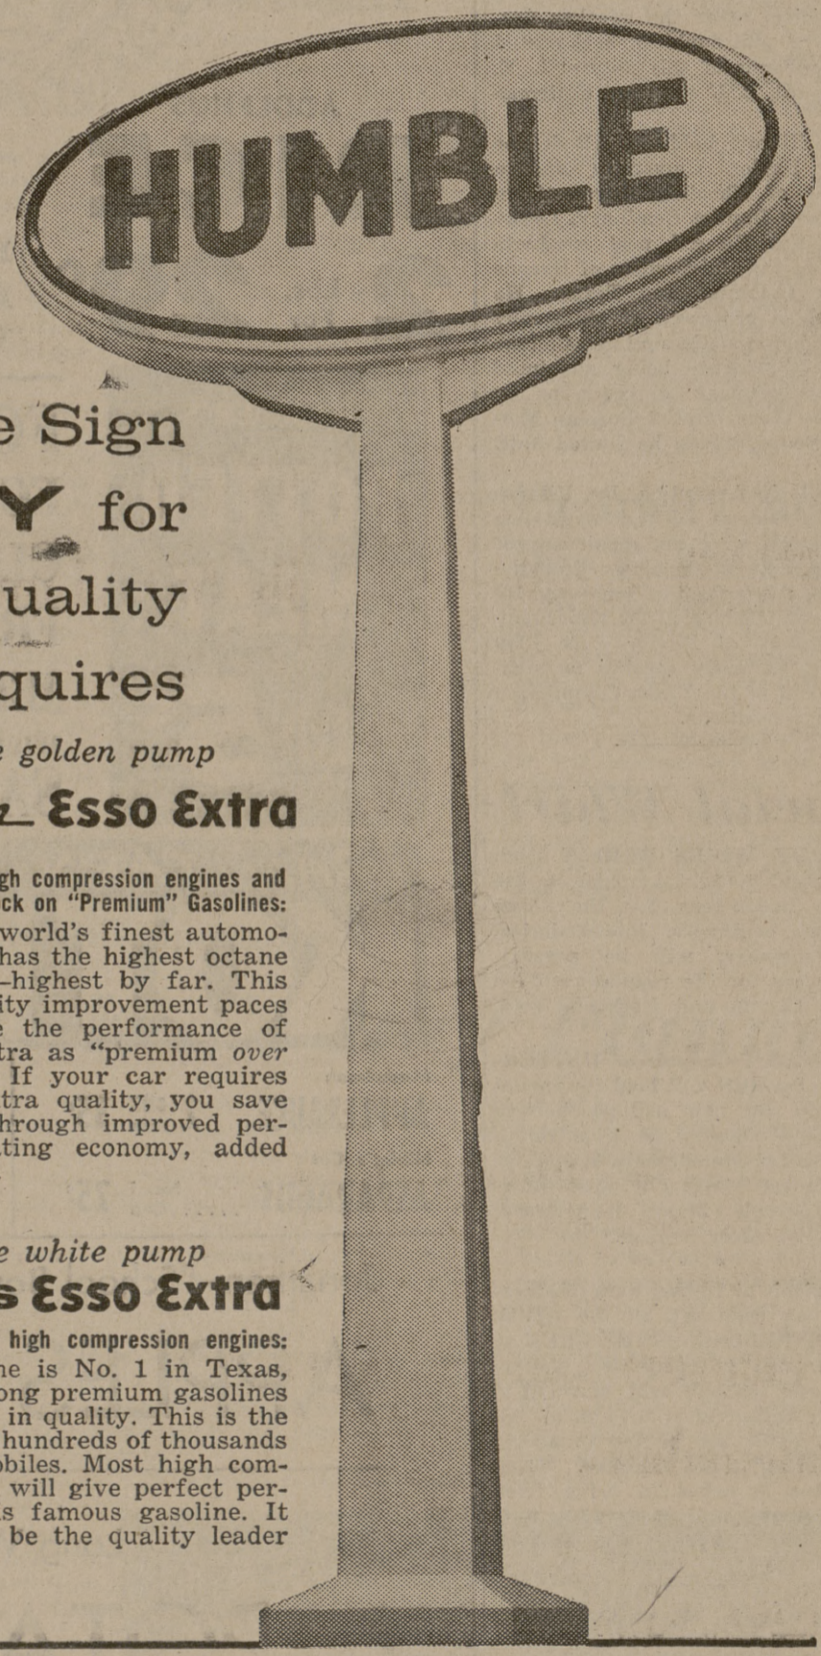 HUMBLE
e Sign
Y for
uality
quires
e golden pump
Esso Extra
gh compression engines and
ck on “Premium” Gasolines:
world's finest automo-
has the highest octane
—highest by far. This
ity improvement paces
e the performance of
tra as “premium over
If your car requires
tra quality, you save
hrough improved per-
ting economy, added
e white pump
s Esso Extra
high compression engines:
ne is No. 1 in Texas,
ong premium gasolines
in quality. This is the
hundreds of thousands
obiles. Most high com-
will give perfect per-
s famous gasoline. It
be the quality leader